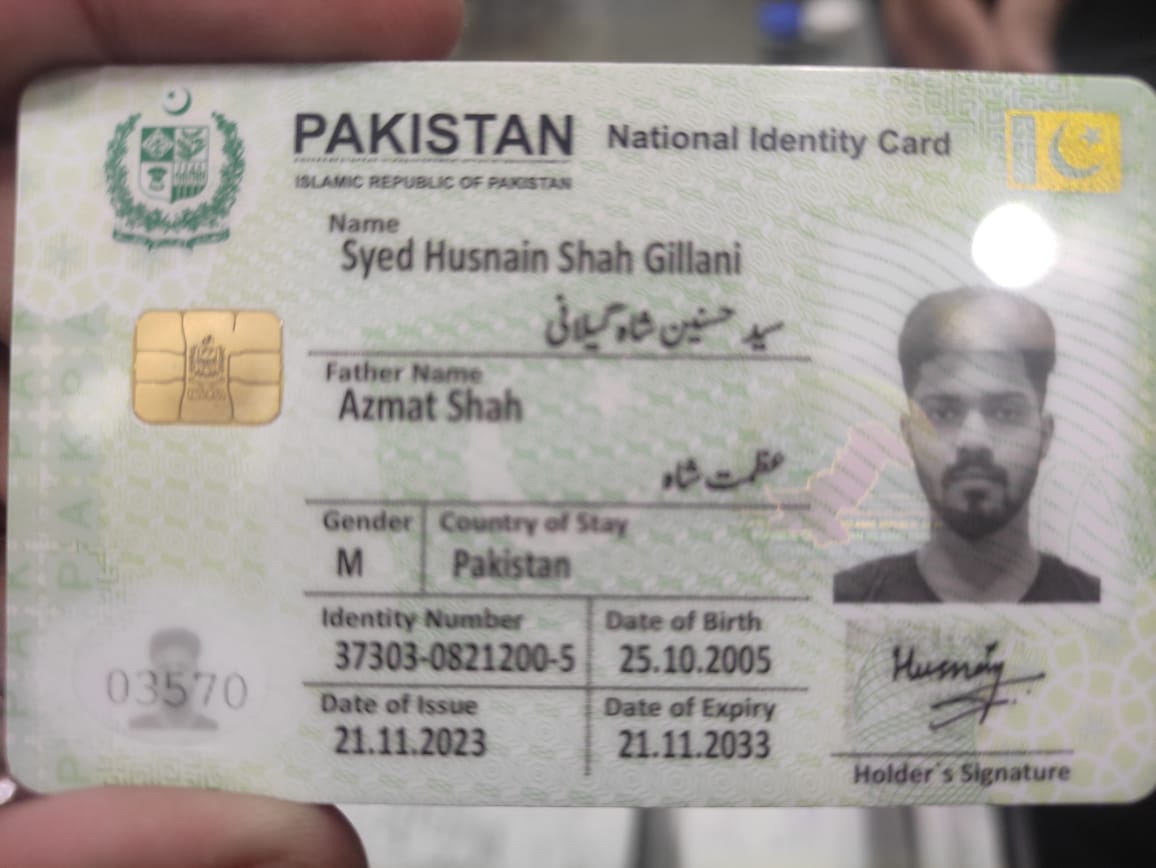 PAKISTAN National Identity Card
ISLAMIC REPUBLIC OF PAKISTAN
Name
Syed Husnain Shah Gillani
سید حسنین شاہ گیلانی
Father Name
Azmat Shah
عظمت شاہ
Gender Country of Stay
M Pakistan
Identity Number Date of Birth
37303-0821200-5 25.10.2005
03570
Date of Issue Date of Expiry
21.11.2023 21.11.2033
Holder's Signature